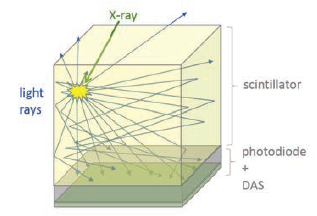 X-ray
light
rays
scintillator
photodiode
+
DAS